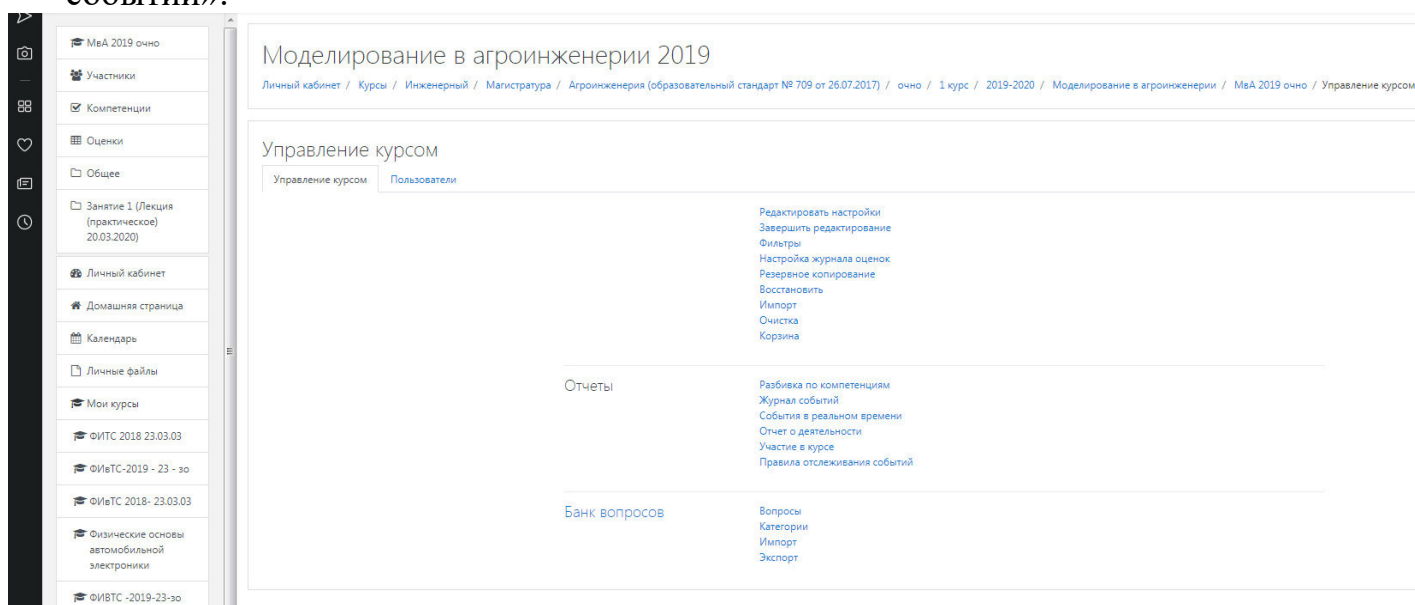 событий».
МвА 2019 очно
Участники
Компетенции
Оценки
Общее
Занятие 1 (Лекция
(практическое)
20.03.2020)
Личный кабинет
Домашняя страница
Календарь
Личные файлы
Мои курсы
ФИТС 2018 23.03.03
ФИвТС-2019 - 23 - зо
ФИвТС 2018- 23.03.03
Физические основы
автомобильной
электроники
ФИВТС -2019-23-зо
Моделирование в агроинженерии 2019
Личный кабинет / Курсы / Инженерный / Магистратура / Агроинженерия (образовательный стандарт № 709 от 26.07.2017) / очно / 1 курс / 2019-2020 / Моделирование в агроинженерии / МвА 2019 очно / Управление курсом
Управление курсом
Управление курсом Пользователи
Редактировать настройки
Завершить редактирование
Фильтры
Настройка журнала оценок
Резервное копирование
Восстановить
Импорт
Очистка
Корзина
Отчеты
Разбивка по компетенциям
Журнал событий
События в реальном времени
Отчет о деятельности
Участие в курсе
Правила отслеживания событий
Банк вопросов
Вопросы
Категории
Импорт
Экспорт